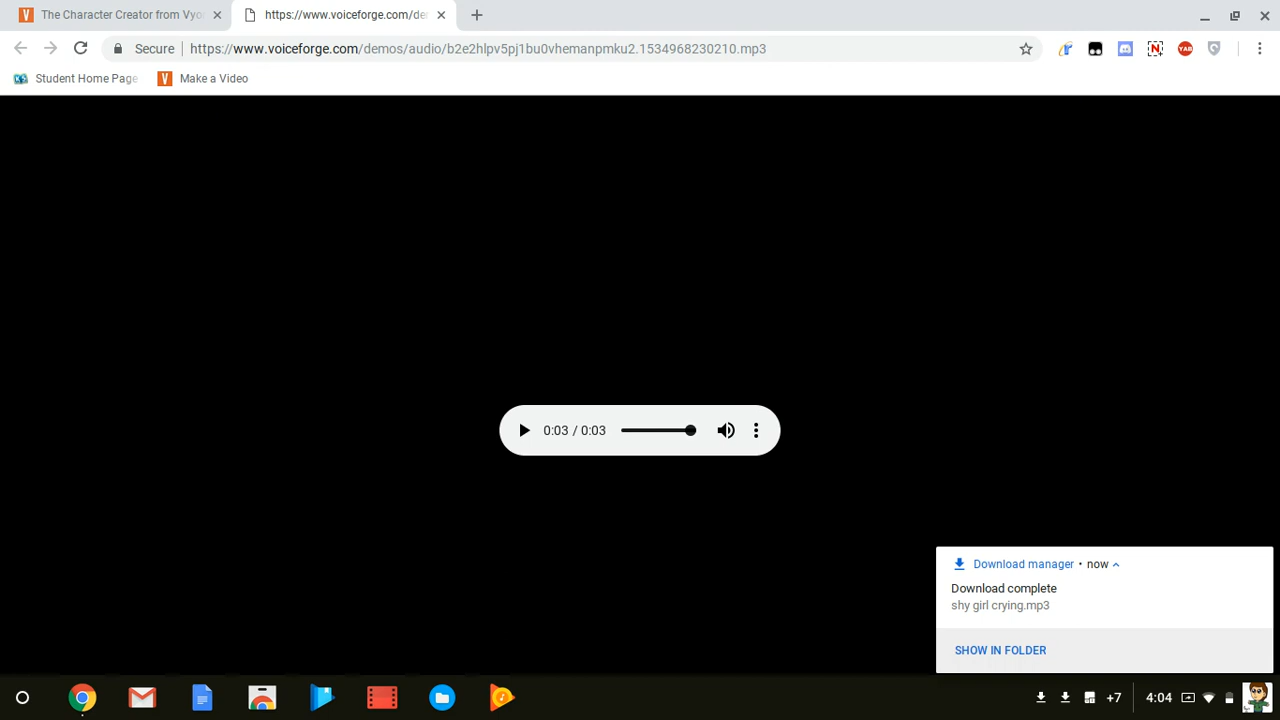 The Character Creator from Vyo
https://www.voiceforge.com/de
Secure
https://www.voiceforge.com/demos/audio/b2e2hlpv5pj1bu0vhemanpmku2.1534968230210.mp3
YAB
Student Home Page
V Make a Video
0:03 / 0:03
Download manager • now
Download complete
shy girl crying.mp3
SHOW IN FOLDER
+7
4:04